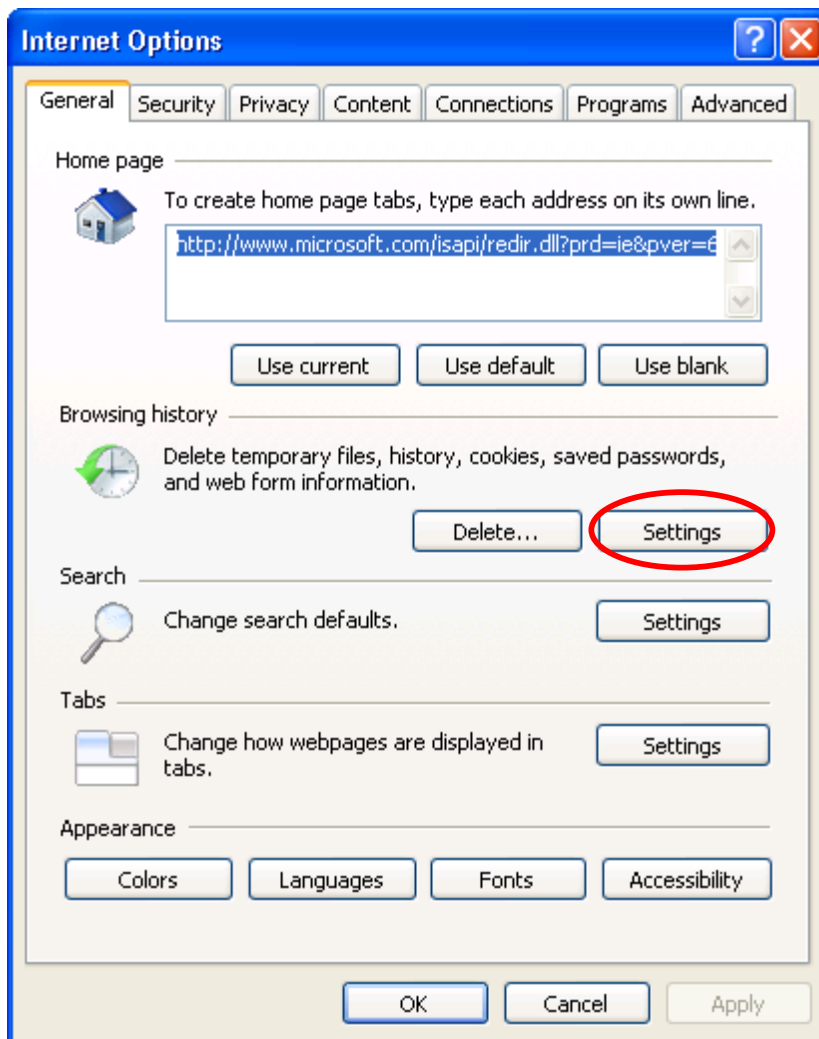 Internet Options
?
General Security Privacy Content Connections Programs Advanced
Home page
To create home page tabs, type each address on its own line.
http://www.microsoft.com/isapi/redir.dll?prd=ie&pver=6
Use current Use default Use blank
Browsing history
Delete temporary files, history, cookies, saved passwords,
and web form information.
Delete... Settings
Search
Change search defaults. Settings
Tabs
Change how webpages are displayed in
tabs.
Settings
Appearance
Colors Languages Fonts Accessibility
OK Cancel Apply